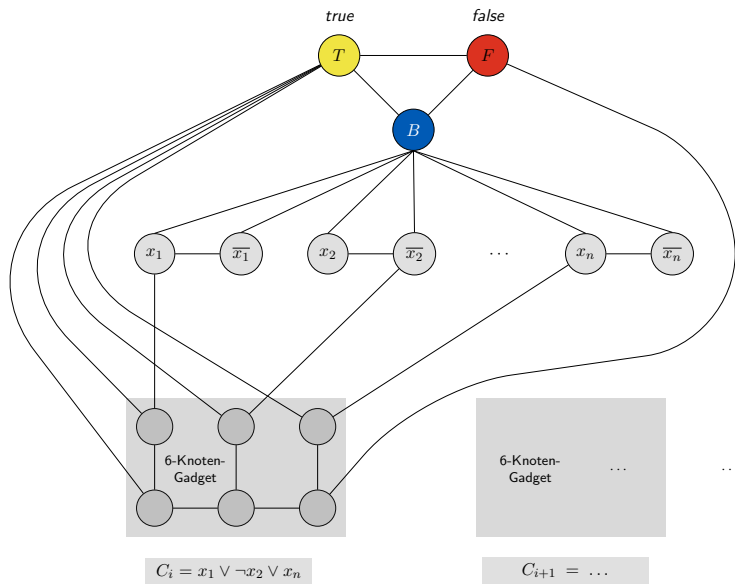 true false
T F
B
x₁ x̅₁ x₂ x̅₂ ... xₙ x̅ₙ
6-Knoten-
Gadget
6-Knoten-
Gadget
... ..
Cᵢ = x₁ ∨ ¬x₂ ∨ xₙ
Cᵢ₊₁ = ...